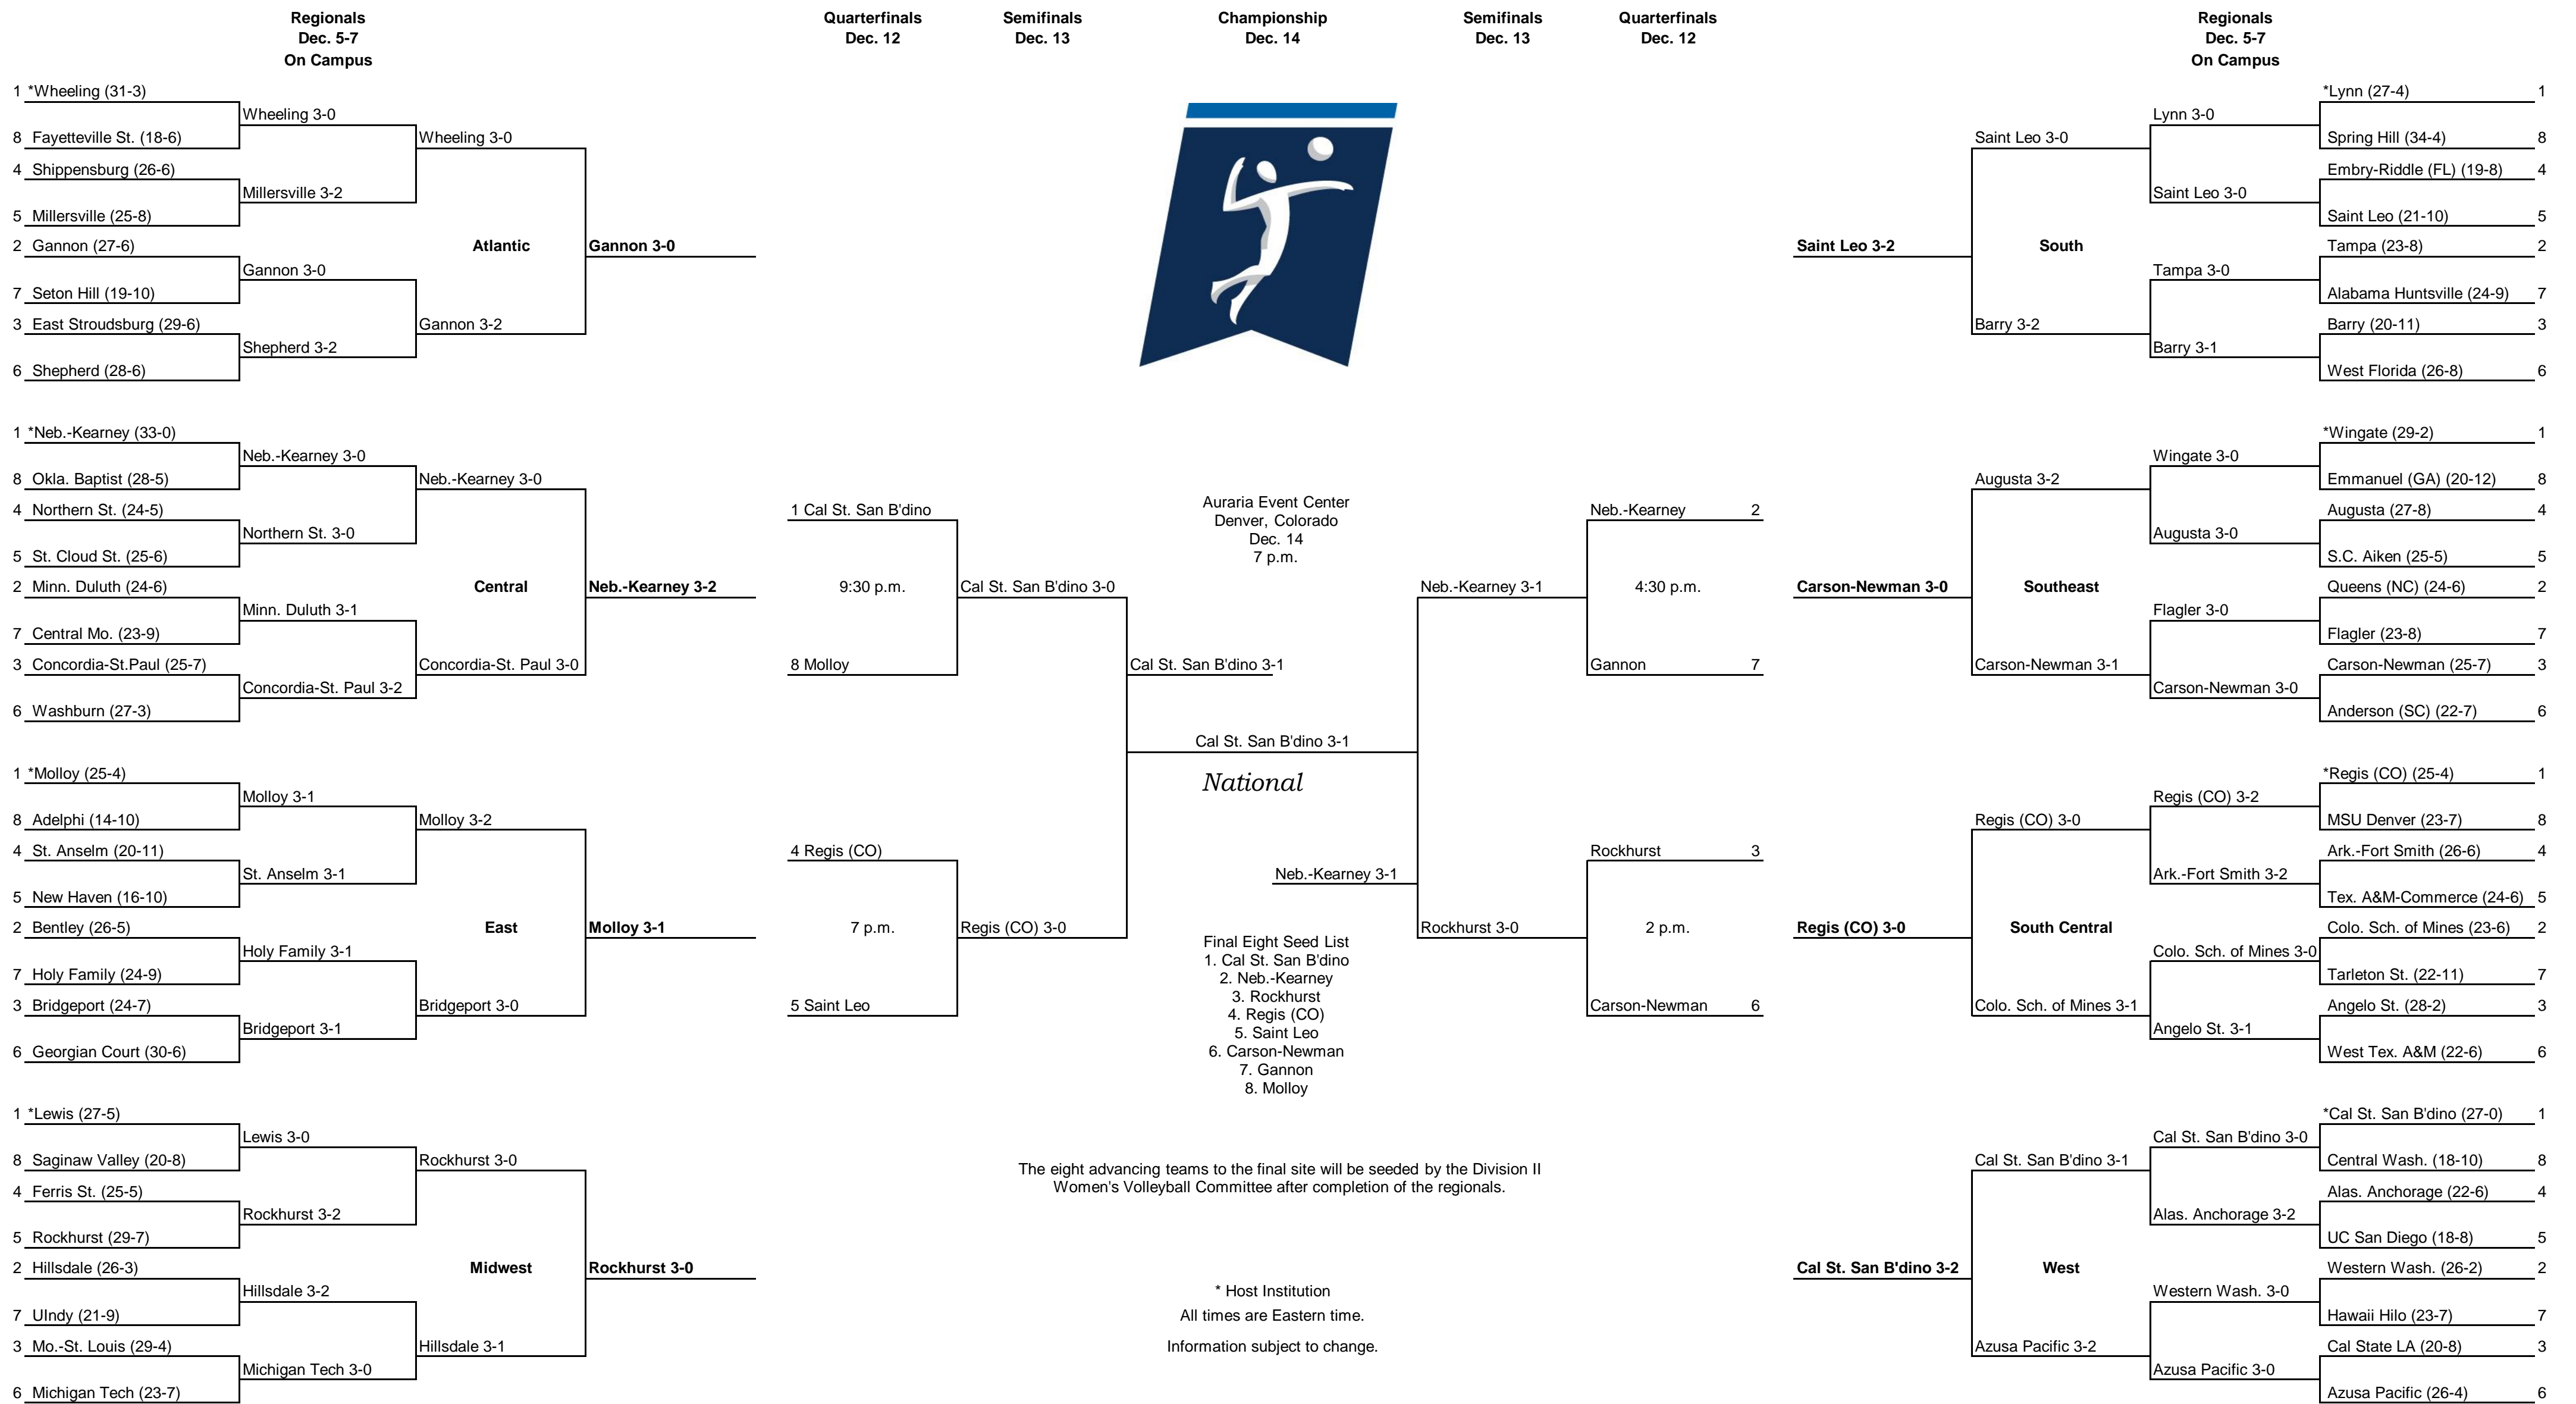 Regionals
Dec. 5-7
On Campus
Quarterfinals
Dec. 12
Semifinals
Dec. 13
Championship
Dec. 14
Semifinals
Dec. 13
Quarterfinals
Dec. 12
Regionals
Dec. 5-7
On Campus
1 *Wheeling (31-3)
Wheeling 3-0
8 Fayetteville St. (18-6)
Wheeling 3-0
4 Shippensburg (26-6)
Millersville 3-2
5 Millersville (25-8)
2 Gannon (27-6)
Atlantic
Gannon 3-0
Gannon 3-0
7 Seton Hill (19-10)
3 East Stroudsburg (29-6)
Gannon 3-2
Shepherd 3-2
6 Shepherd (28-6)
1 *Neb.-Kearney (33-0)
Neb.-Kearney 3-0
8 Okla. Baptist (28-5)
Neb.-Kearney 3-0
4 Northern St. (24-5)
Northern St. 3-0
5 St. Cloud St. (25-6)
2 Minn. Duluth (24-6)
Central
Neb.-Kearney 3-2
Minn. Duluth 3-1
7 Central Mo. (23-9)
3 Concordia-St.Paul (25-7)
Concordia-St. Paul 3-0
Concordia-St. Paul 3-2
6 Washburn (27-3)
1 *Molloy (25-4)
Molloy 3-1
8 Adelphi (14-10)
Molloy 3-2
4 St. Anselm (20-11)
St. Anselm 3-1
5 New Haven (16-10)
2 Bentley (26-5)
East
Molloy 3-1
Holy Family 3-1
7 Holy Family (24-9)
3 Bridgeport (24-7)
Bridgeport 3-0
Bridgeport 3-1
6 Georgian Court (30-6)
1 *Lewis (27-5)
Lewis 3-0
8 Saginaw Valley (20-8)
Rockhurst 3-0
4 Ferris St. (25-5)
Rockhurst 3-2
5 Rockhurst (29-7)
2 Hillsdale (26-3)
Midwest
Rockhurst 3-0
Hillsdale 3-2
7 UIndy (21-9)
3 Mo.-St. Louis (29-4)
Hillsdale 3-1
Michigan Tech 3-0
6 Michigan Tech (23-7)
1 Cal St. San B'dino
9:30 p.m.
Cal St. San B'dino 3-0
8 Molloy
Cal St. San B'dino 3-1
4 Regis (CO)
7 p.m.
Regis (CO) 3-0
5 Saint Leo
Auraria Event Center
Denver, Colorado
Dec. 14
7 p.m.
Cal St. San B'dino 3-1
National
Neb.-Kearney 3-1
Final Eight Seed List
1. Cal St. San B'dino
2. Neb.-Kearney
3. Rockhurst
4. Regis (CO)
5. Saint Leo
6. Carson-Newman
7. Gannon
8. Molloy
The eight advancing teams to the final site will be seeded by the Division II
Women's Volleyball Committee after completion of the regionals.
* Host Institution
All times are Eastern time.
Information subject to change.
Neb.-Kearney 2
Neb.-Kearney 3-1
4:30 p.m.
Gannon 7
Rockhurst 3
Rockhurst 3-0
2 p.m.
Carson-Newman 6
*Lynn (27-4) 1
Lynn 3-0
Saint Leo 3-0
Spring Hill (34-4) 8
Embry-Riddle (FL) (19-8) 4
Saint Leo 3-0
Saint Leo (21-10) 5
Saint Leo 3-2
South
Tampa (23-8) 2
Tampa 3-0
Alabama Huntsville (24-9) 7
Barry 3-2
Barry (20-11) 3
Barry 3-1
West Florida (26-8) 6
*Wingate (29-2) 1
Wingate 3-0
Augusta 3-2
Emmanuel (GA) (20-12) 8
Augusta (27-8) 4
Augusta 3-0
S.C. Aiken (25-5) 5
Carson-Newman 3-0
Southeast
Queens (NC) (24-6) 2
Flagler 3-0
Flagler (23-8) 7
Carson-Newman 3-1
Carson-Newman (25-7) 3
Carson-Newman 3-0
Anderson (SC) (22-7) 6
*Regis (CO) (25-4) 1
Regis (CO) 3-2
Regis (CO) 3-0
MSU Denver (23-7) 8
Ark.-Fort Smith (26-6) 4
Ark.-Fort Smith 3-2
Tex. A&M-Commerce (24-6) 5
Regis (CO) 3-0
South Central
Colo. Sch. of Mines (23-6) 2
Colo. Sch. of Mines 3-0
Tarleton St. (22-11) 7
Colo. Sch. of Mines 3-1
Angelo St. (28-2) 3
Angelo St. 3-1
West Tex. A&M (22-6) 6
*Cal St. San B'dino (27-0) 1
Cal St. San B'dino 3-0
Cal St. San B'dino 3-1
Central Wash. (18-10) 8
Alas. Anchorage (22-6) 4
Alas. Anchorage 3-2
UC San Diego (18-8) 5
Cal St. San B'dino 3-2
West
Western Wash. (26-2) 2
Western Wash. 3-0
Hawaii Hilo (23-7) 7
Azusa Pacific 3-2
Cal State LA (20-8) 3
Azusa Pacific 3-0
Azusa Pacific (26-4) 6